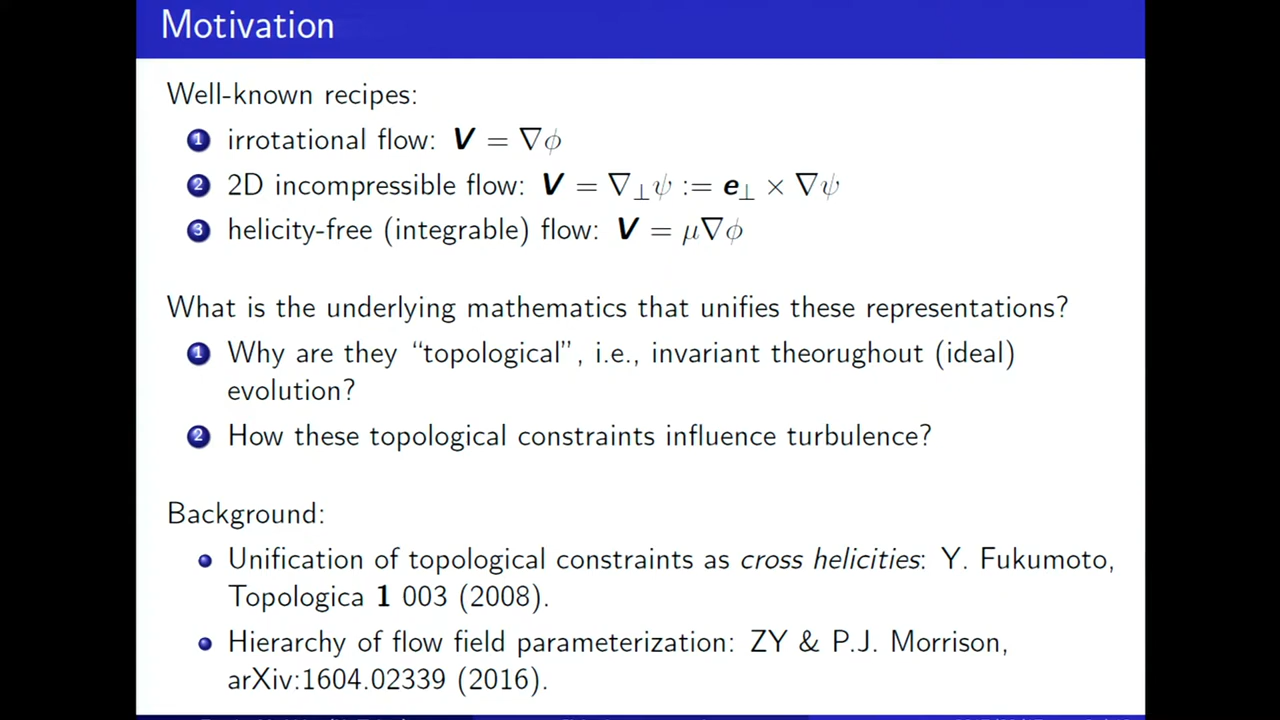 Motivation
Well-known recipes:
1 irrotational flow: V = ∇ϕ
2 2D incompressible flow: V = ∇⊥ψ := e⊥ × ∇ψ
3 helicity-free (integrable) flow: V = μ∇ϕ
What is the underlying mathematics that unifies these representations?
1 Why are they “topological”, i.e., invariant theorughout (ideal)
evolution?
2 How these topological constraints influence turbulence?
Background:
Unification of topological constraints as cross helicities: Y. Fukumoto,
Topologica 1 003 (2008).
Hierarchy of flow field parameterization: ZY & P.J. Morrison,
arXiv:1604.02339 (2016).